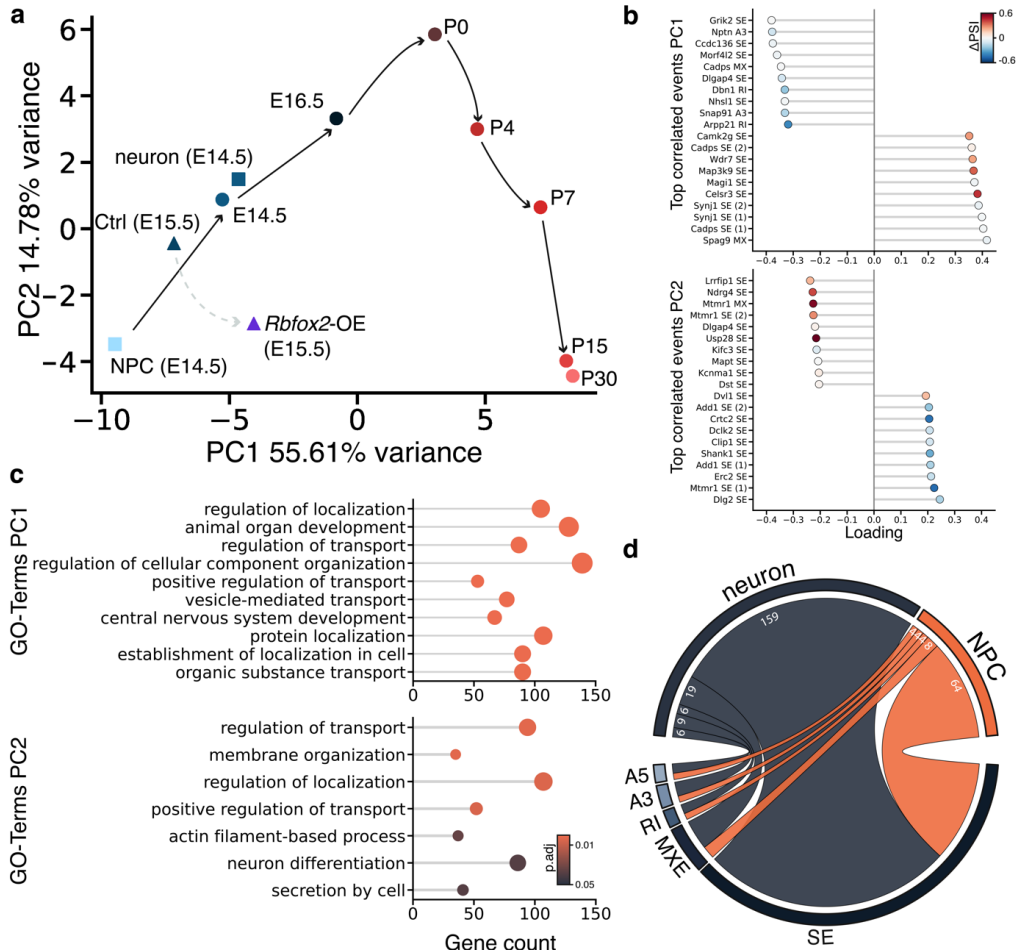 a
PC2 14.78% variance
6
4
2
0
−2
−4
P0
E16.5
P4
neuron (E14.5)
E14.5
P7
Ctrl (E15.5)
Rbfox2-OE
(E15.5)
NPC (E14.5)
P15
P30
−10
−5
0
5
PC1 55.61% variance
b
Top correlated events PC1
Grik2 SE
Nptn A3
Ccdc136 SE
Morf4l2 SE
Cadps MX
Dlgap4 SE
Dbn1 RI
Nhsl1 SE
Snap91 A3
Arpp21 RI
Camk2g SE
Cadps SE (2)
Wdr7 SE
Map3k9 SE
Magi1 SE
Celsr3 SE
Synj1 SE (2)
Synj1 SE (1)
Cadps SE (1)
Spag9 MX
−0.4 −0.3 −0.2 −0.1 0.0 0.1 0.2 0.3 0.4
ΔPSI
0.6
0
-0.6
Top correlated events PC2
Lrrfip1 SE
Ndrg4 SE
Mtmr1 MX
Mtmr1 SE (2)
Dlgap4 SE
Usp28 SE
Kifc3 SE
Mapt SE
Kcnma1 SE
Dst SE
Dvl1 SE
Add1 SE (2)
Crtc2 SE
Dclk2 SE
Clip1 SE
Shank1 SE
Add1 SE (1)
Erc2 SE
Mtmr1 SE (1)
Dlg2 SE
−0.4 −0.3 −0.2 −0.1 0.0 0.1 0.2 0.3 0.4
Loading
c
GO-Terms PC1
regulation of localization
animal organ development
regulation of transport
regulation of cellular component organization
positive regulation of transport
vesicle-mediated transport
central nervous system development
protein localization
establishment of localization in cell
organic substance transport
0 50 100 150
GO-Terms PC2
regulation of transport
membrane organization
regulation of localization
positive regulation of transport
actin filament-based process
neuron differentiation
secretion by cell
0 50 100 150
Gene count
p.adj
0.01
0.05
d
neuron
NPC
159
19
6
9
6
4
4
4
8
64
A5
A3
RI
MXE
SE